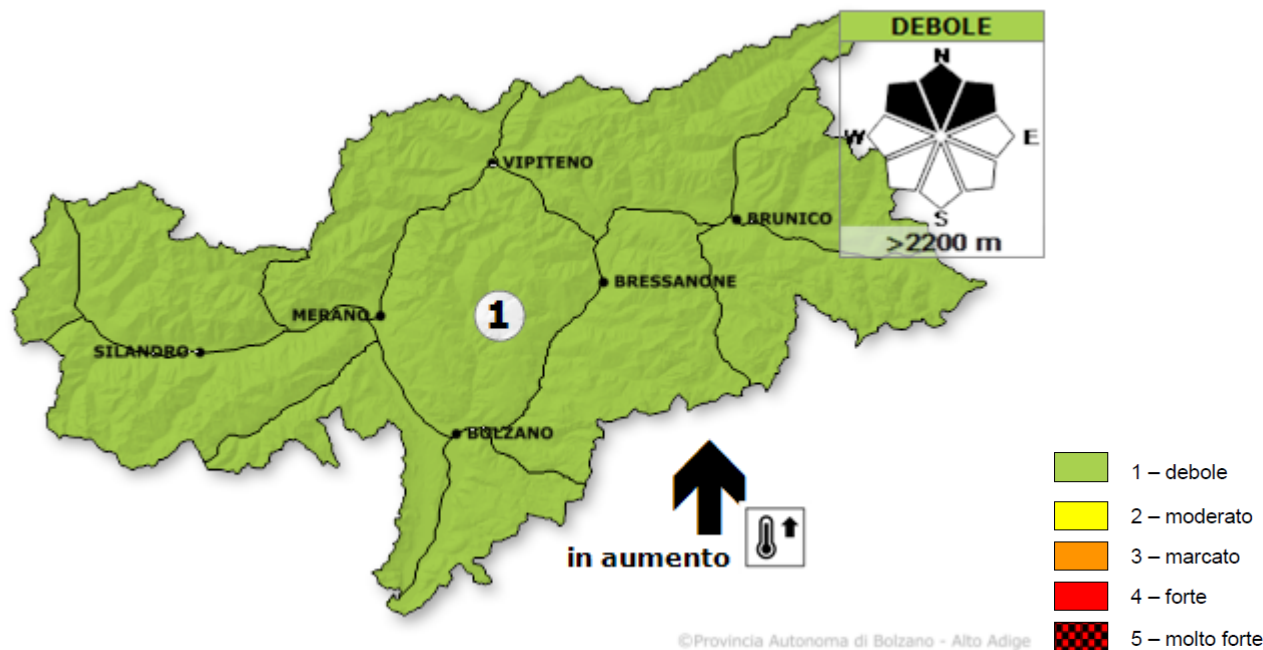 DEBOLE
N
W
E
S
>2200 m
VIPITENO
BRUNICO
BRESSANONE
MERANO
1
SILANDRO
BOLZANO
in aumento
1 – debole
2 – moderato
3 – marcato
4 – forte
5 – molto forte
©Provincia Autonoma di Bolzano - Alto Adige